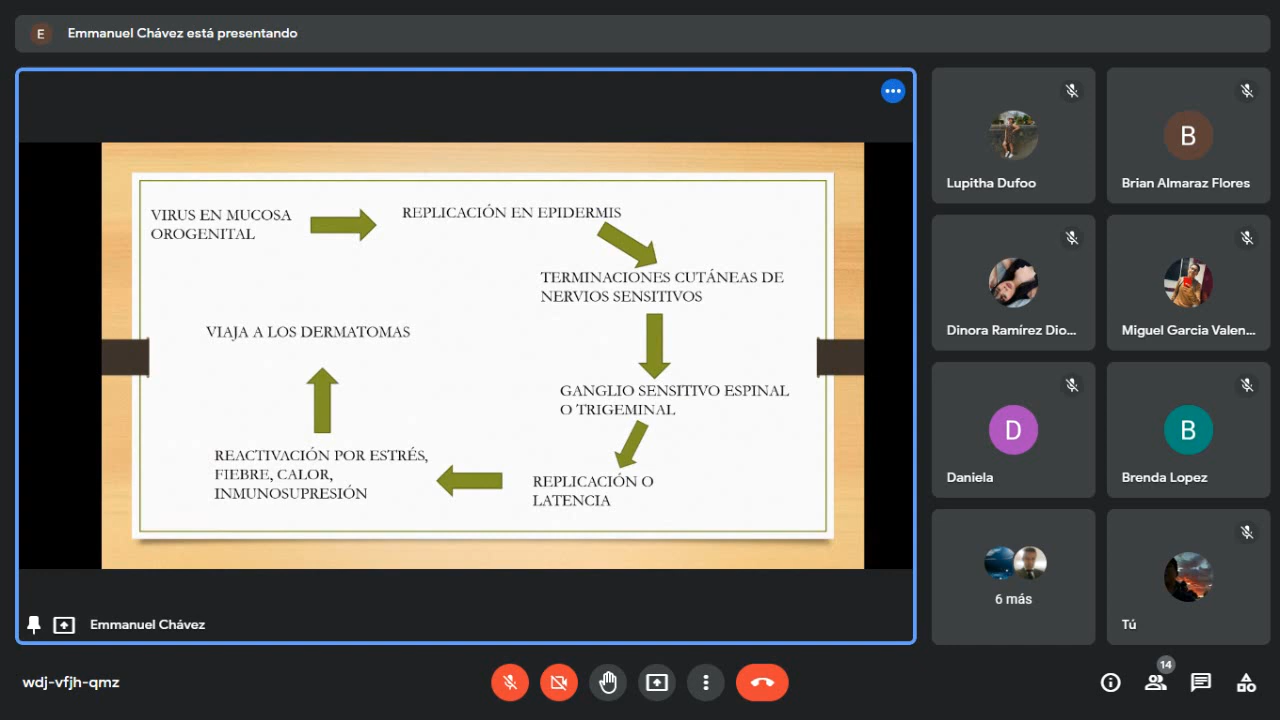 E
Emmanuel Chávez está presentando
VIRUS EN MUCOSA
OROGENITAL
REPLICACIÓN EN EPIDERMIS
TERMINACIONES CUTÁNEAS DE
NERVIOS SENSITIVOS
GANGLIO SENSITIVO ESPINAL
O TRIGEMINAL
REPLICACIÓN O
LATENCIA
REACTIVACIÓN POR ESTRÉS,
FIEBRE, CALOR,
INMUNOSUPRESIÓN
VIAJA A LOS DERMATOMAS
Emmanuel Chávez
Lupitha Dufoo
B
Brian Almaraz Flores
Dinora Ramírez Dio...
Miguel Garcia Valen...
D
Daniela
B
Brenda Lopez
6 más
Tú
wdj-vfjh-qmz
14